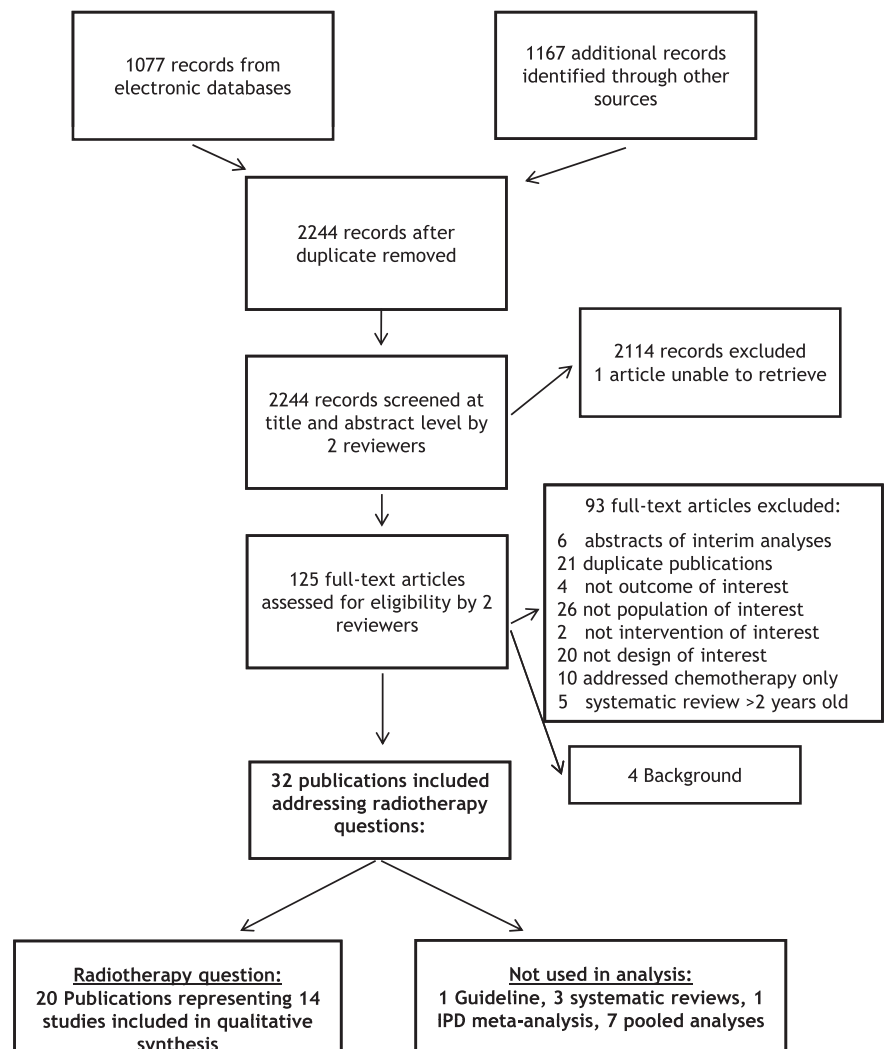 1077 records from
electronic databases
1167 additional records
identified through other
sources
2244 records after
duplicate removed
2244 records screened at
title and abstract level by
2 reviewers
2114 records excluded
1 article unable to retrieve
125 full-text articles
assessed for eligibility by 2
reviewers
93 full-text articles excluded:
6 abstracts of interim analyses
21 duplicate publications
4 not outcome of interest
26 not population of interest
2 not intervention of interest
20 not design of interest
10 addressed chemotherapy only
5 systematic review >2 years old
4 Background
32 publications included
addressing radiotherapy
questions:
Radiotherapy question:
20 Publications representing 14
studies included in qualitative
synthesis
Not used in analysis:
1 Guideline, 3 systematic reviews, 1
IPD meta-analysis, 7 pooled analyses